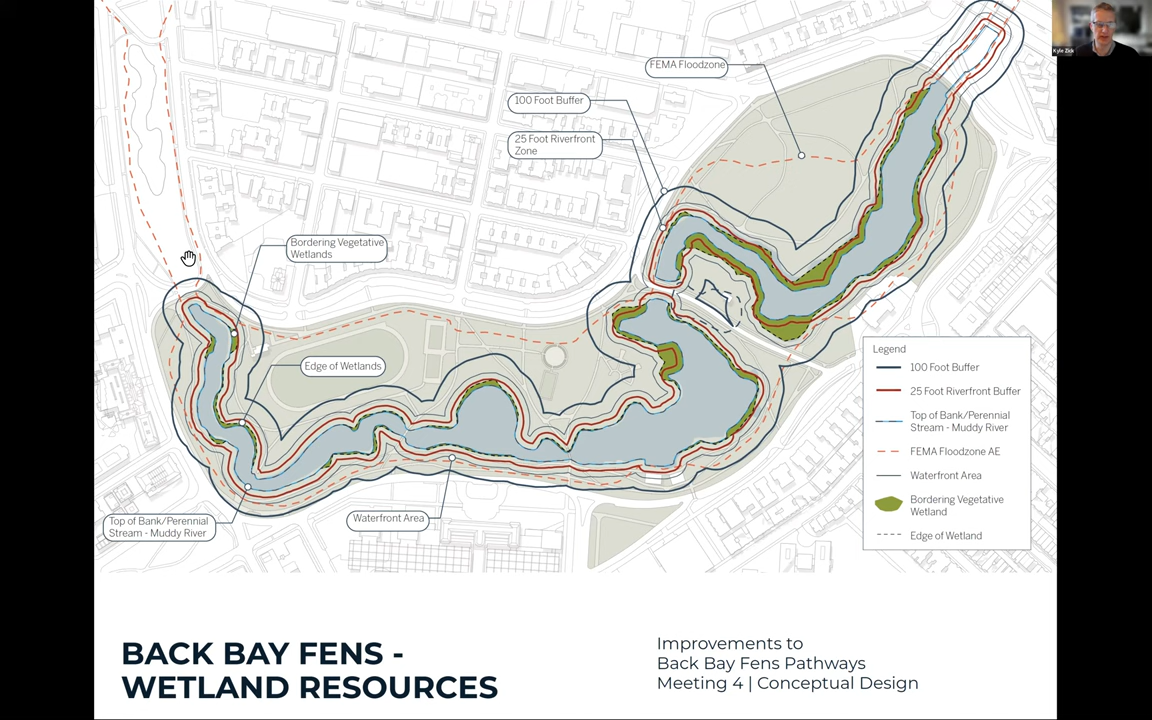 Kyle Zick
FEMA Floodzone
100 Foot Buffer
25 Foot Riverfront
Zone
Bordering Vegetative
Wetlands
Edge of Wetlands
Waterfront Area
Top of Bank/Perennial
Stream - Muddy River
Legend
100 Foot Buffer
25 Foot Riverfront Buffer
Top of Bank/Perennial
Stream - Muddy River
FEMA Floodzone AE
Waterfront Area
Bordering Vegetative
Wetland
Edge of Wetland
BACK BAY FENS -
WETLAND RESOURCES
Improvements to
Back Bay Fens Pathways
Meeting 4 | Conceptual Design